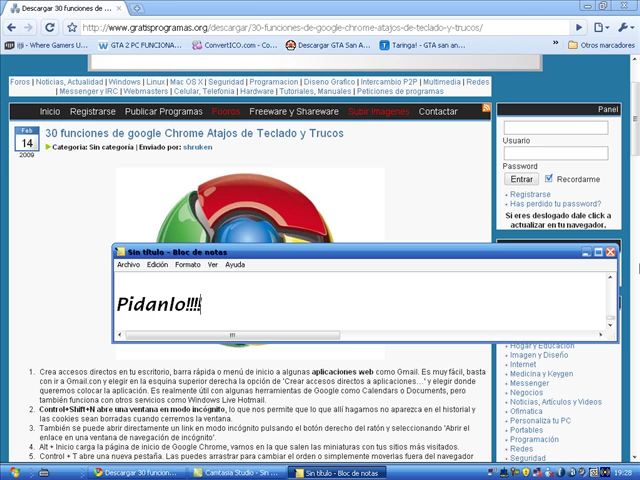 Descargar 30 funciones de ...
http://www.gratisprogramas.org/descargar/30-funciones-de-google-chrome-atajos-de-teclado-y-trucos/
iji - Where Gamers U... GTA 2 PC FUNCIONA... ConvertICO.com - Co... Descargar GTA San A... Taringa! - GTA san an... » Otros marcadores
Foros | Noticias, Actualidad | Windows | Linux | Mac OS X | Seguridad | Programacion | Diseno Grafico | Intercambio P2P | Multimedia | Redes
| Messenger y IRC | Webmasters | Celular, Telefonia | Hardware | Tutoriales, Manuales | Peticiones de programas
Inicio Registrarse Publicar Programas Fuoros Freeware y Shareware Subir Imagenes Contactar
Panel
Feb
14
2009
30 funciones de google Chrome Atajos de Teclado y Trucos
Categoria: Sin categoría | Enviado por: shruken
Usuario
Password
Entrar Recordarme
Registrarse
Has perdido tu password?
Si eres deslogado dale click a
actualizar en tu navegador.
Sin título - Bloc de notas
Archivo Edición Formato Ver Ayuda
Pidanlo!!!!
Hogar y Educacion
Imagen y Diseño
Internet
Medicina y Kygen
Messenger
Negocios
Noticias, Artículos y Videos
Ofimatica
Personaliza tu PC
Portables
Programación
Redes
Seguridad
1. Crea accesos directos en tu escritorio, barra rápida o menú de inicio a algunas aplicaciones web como Gmail. Es muy fácil, basta
con ir a Gmail.con y elegir en la esquina superior derecha la opción de 'Crear accesos directos a aplicaciones...' y elegir donde
queremos colocar la aplicación. Es realmente útil con algunas herramientas de Google como Calendars o Documents, pero
también funciona con otros servicios como Windows Live Hotmail.
2. Control+Shift+N abre una ventana en modo incógnito, lo que nos permite que lo que allí hagamos no aparezca en el historial y
las cookies sean borradas cuando cerremos la ventana.
3. También se puede abrir directamente un link en modo incógnito pulsando el botón derecho del ratón y seleccionando 'Abrir el
enlace en una ventana de navegación de incógnito'.
4. Alt + Inicio carga la página de inicio de Google Chrome, vamos en la que salen las miniaturas con tus sitios más visitados.
5. Control + T abre una nueva pestaña. Las puedes arrastrar para cambiar el orden o simplemente moverlas fuera del navegador
Descargar 30 funcion... Camtasia Studio - Sin ... Sin título - Bloc de notas 19:28